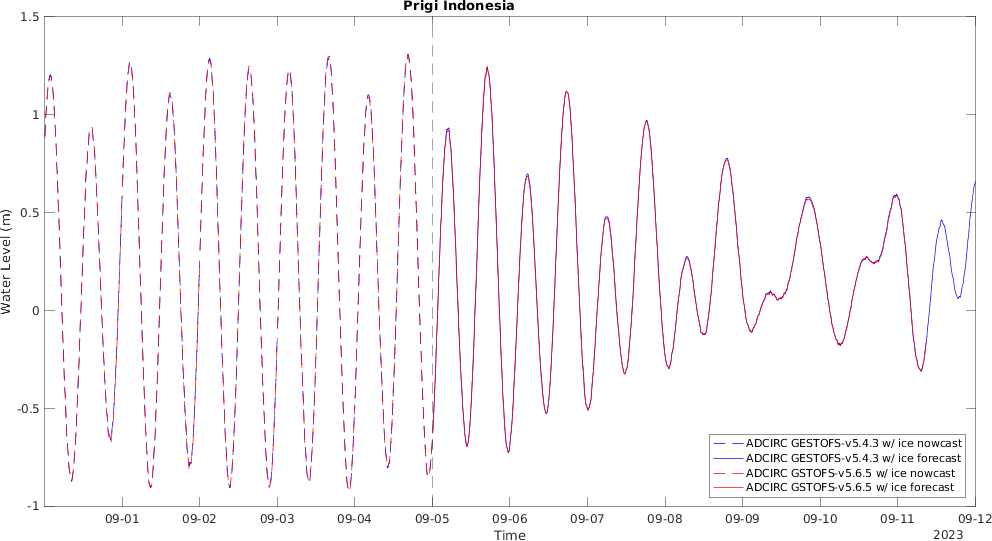 Prigi Indonesia
1.5
1
0.5
0
-0.5
-1
Water Level (m)
09-01 09-02 09-03 09-04 09-05 09-06 09-07 09-08 09-09 09-10 09-11 09-12
Time
2023
ADCIRC GESTOFS-v5.4.3 w/ ice nowcast
ADCIRC GESTOFS-v5.4.3 w/ ice forecast
ADCIRC GSTOFS-v5.6.5 w/ ice nowcast
ADCIRC GSTOFS-v5.6.5 w/ ice forecast